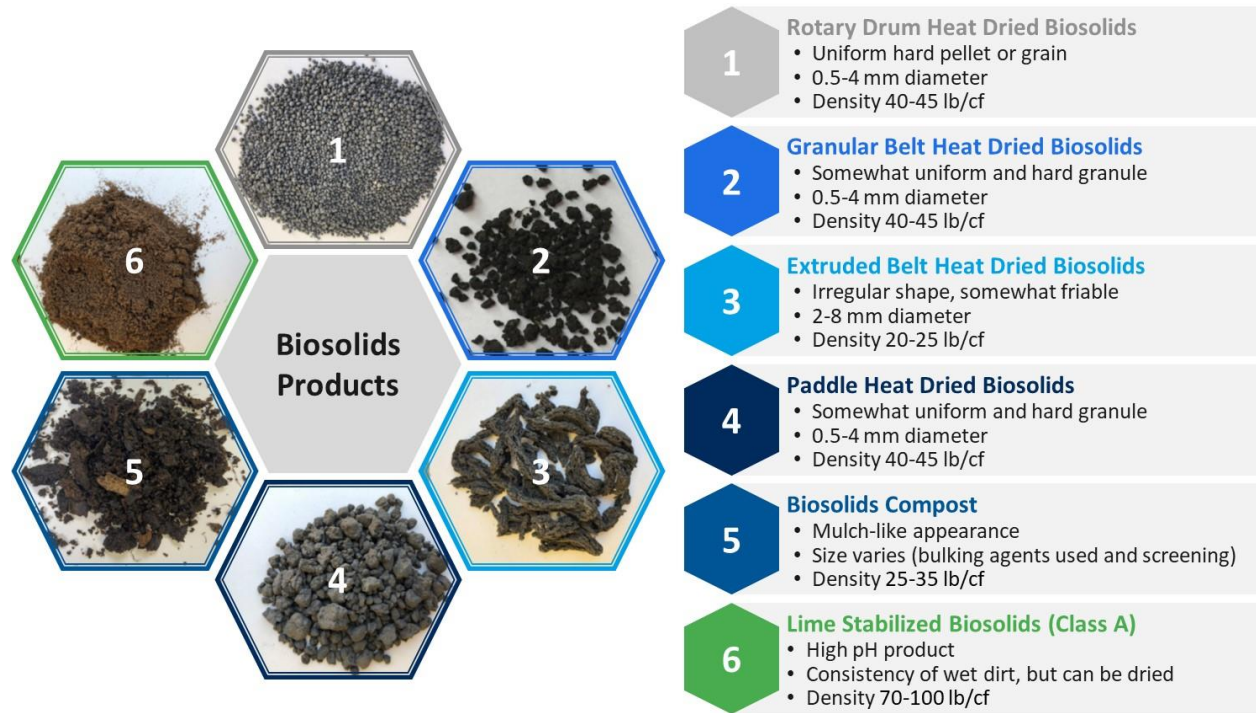 1
2
3
4
5
6
Biosolids
Products
1
Rotary Drum Heat Dried Biosolids
• Uniform hard pellet or grain
• 0.5-4 mm diameter
• Density 40-45 lb/cf
2
Granular Belt Heat Dried Biosolids
• Somewhat uniform and hard granule
• 0.5-4 mm diameter
• Density 40-45 lb/cf
3
Extruded Belt Heat Dried Biosolids
• Irregular shape, somewhat friable
• 2-8 mm diameter
• Density 20-25 lb/cf
4
Paddle Heat Dried Biosolids
• Somewhat uniform and hard granule
• 0.5-4 mm diameter
• Density 40-45 lb/cf
5
Biosolids Compost
• Mulch-like appearance
• Size varies (bulking agents used and screening)
• Density 25-35 lb/cf
6
Lime Stabilized Biosolids (Class A)
• High pH product
• Consistency of wet dirt, but can be dried
• Density 70-100 lb/cf